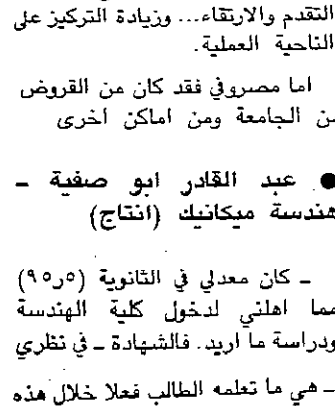 التقدم والارتقاء... وزيادة التركيز على
الناحية العملية.
اما مصروفي فقد كان من القروض
من الجامعة ومن اماكن اخرى
● عبد القادر ابو صفية -
هندسة ميكانيك (انتاج)
- كان معدلي في الثانوية (٩٥ر٥)
مما اهلني لدخول كلية الهندسة
ودراسة ما اريد. فالشهادة - في نظري
- هي ما تعلمه الطالب فعلا خلال هذه